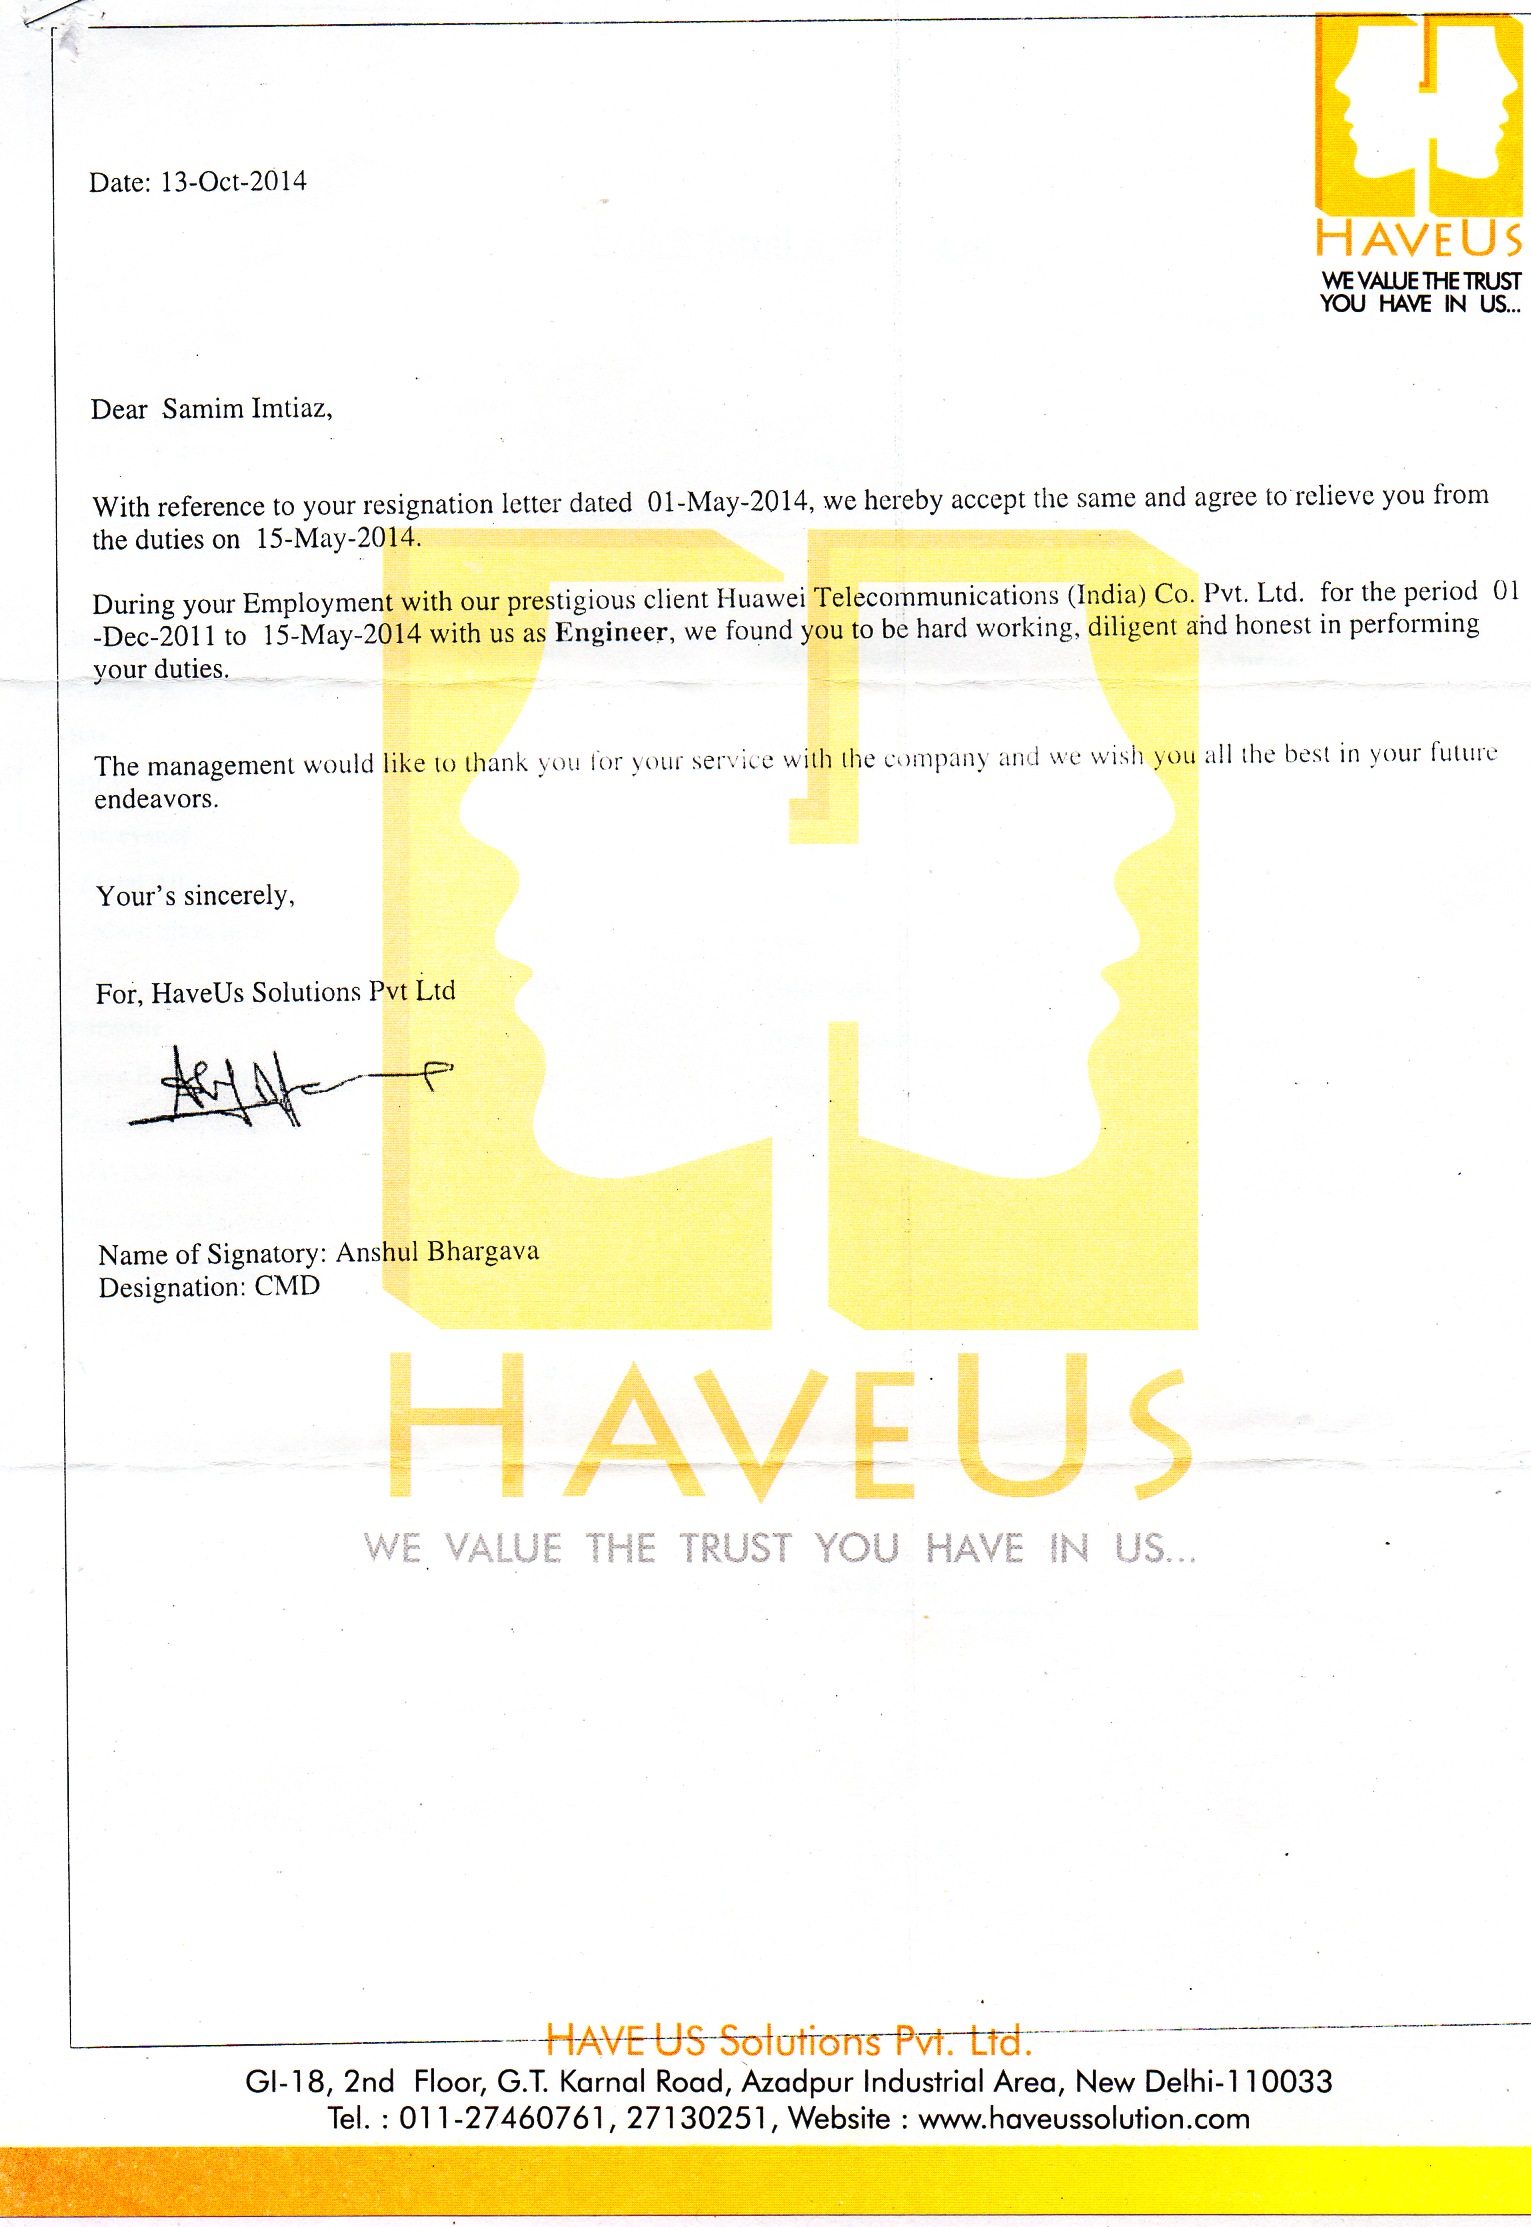 Date: 13-Oct-2014
HAVEUS
WE VALUE THE TRUST
YOU HAVE IN US...
Dear Samim Imtiaz,
With reference to your resignation letter dated 01-May-2014, we hereby accept the same and agree to relieve you from
the duties on 15-May-2014.
During your Employment with our prestigious client Huawei Telecommunications (India) Co. Pvt. Ltd. for the period 01
-Dec-2011 to 15-May-2014 with us as Engineer, we found you to be hard working, diligent and honest in performing
your duties.
The management would like to thank you for your service with the company and we wish you all the best in your future
endeavors.
Your's sincerely,
For, HaveUs Solutions Pvt Ltd
Name of Signatory: Anshul Bhargava
Designation: CMD
HAVEUS
WE VALUE THE TRUST YOU HAVE IN US...
HAVE US Solutions Pvt. Ltd.
GI-18, 2nd Floor, G.T. Karnal Road, Azadpur Industrial Area, New Delhi-110033
Tel. : 011-27460761, 27130251, Website : www.haveussolution.com